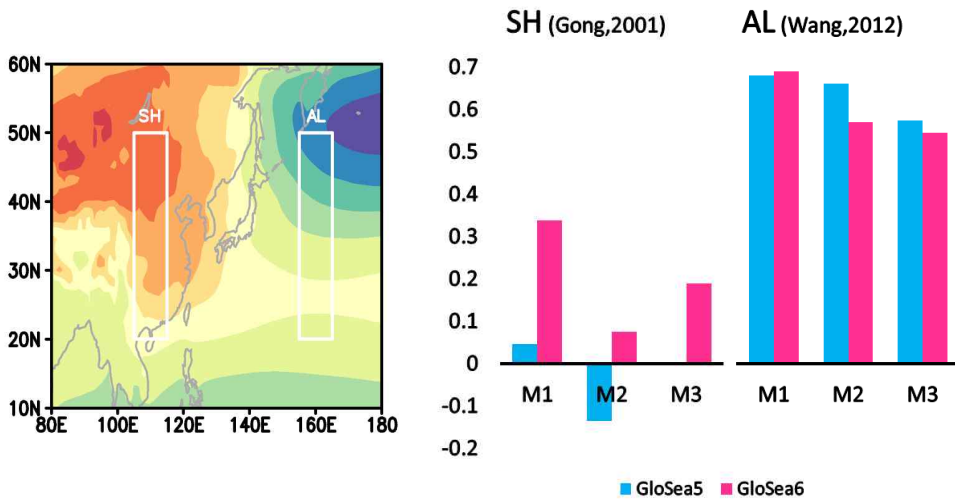 60N
50N
40N
30N
20N
10N
80E 100E 120E 140E 160E 180
SH
AL
SH (Gong,2001)
AL (Wang,2012)
0.7
0.6
0.5
0.4
0.3
0.2
0.1
0
-0.1
-0.2
M1 M2 M3
M1 M2 M3
GloSea5 GloSea6